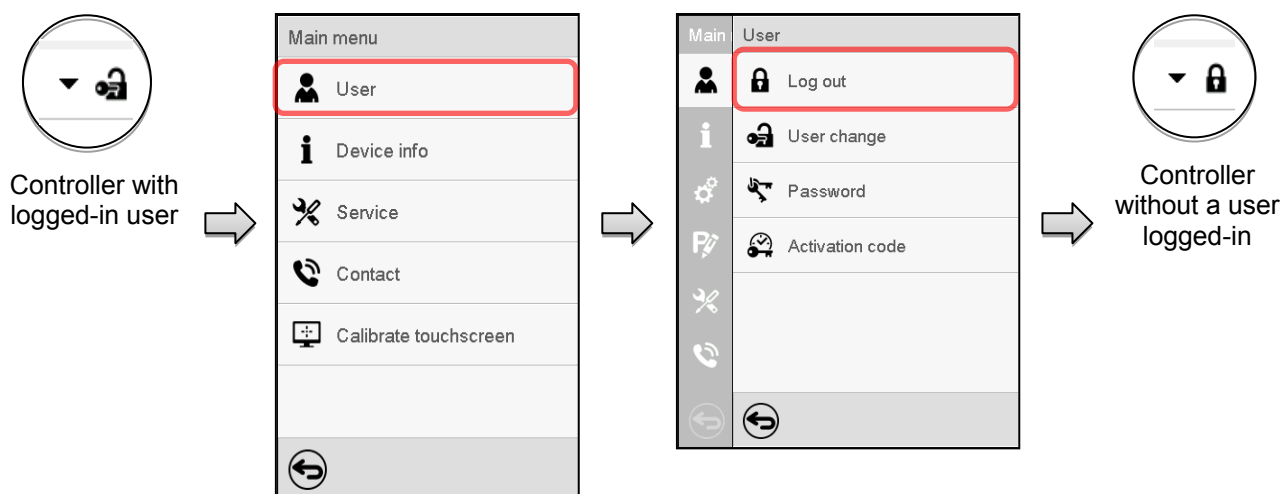 Controller with
logged-in user
Main menu
User
Device info
Service
Contact
Calibrate touchscreen
Main
User
Log out
User change
Password
Activation code
Controller
without a user
logged-in